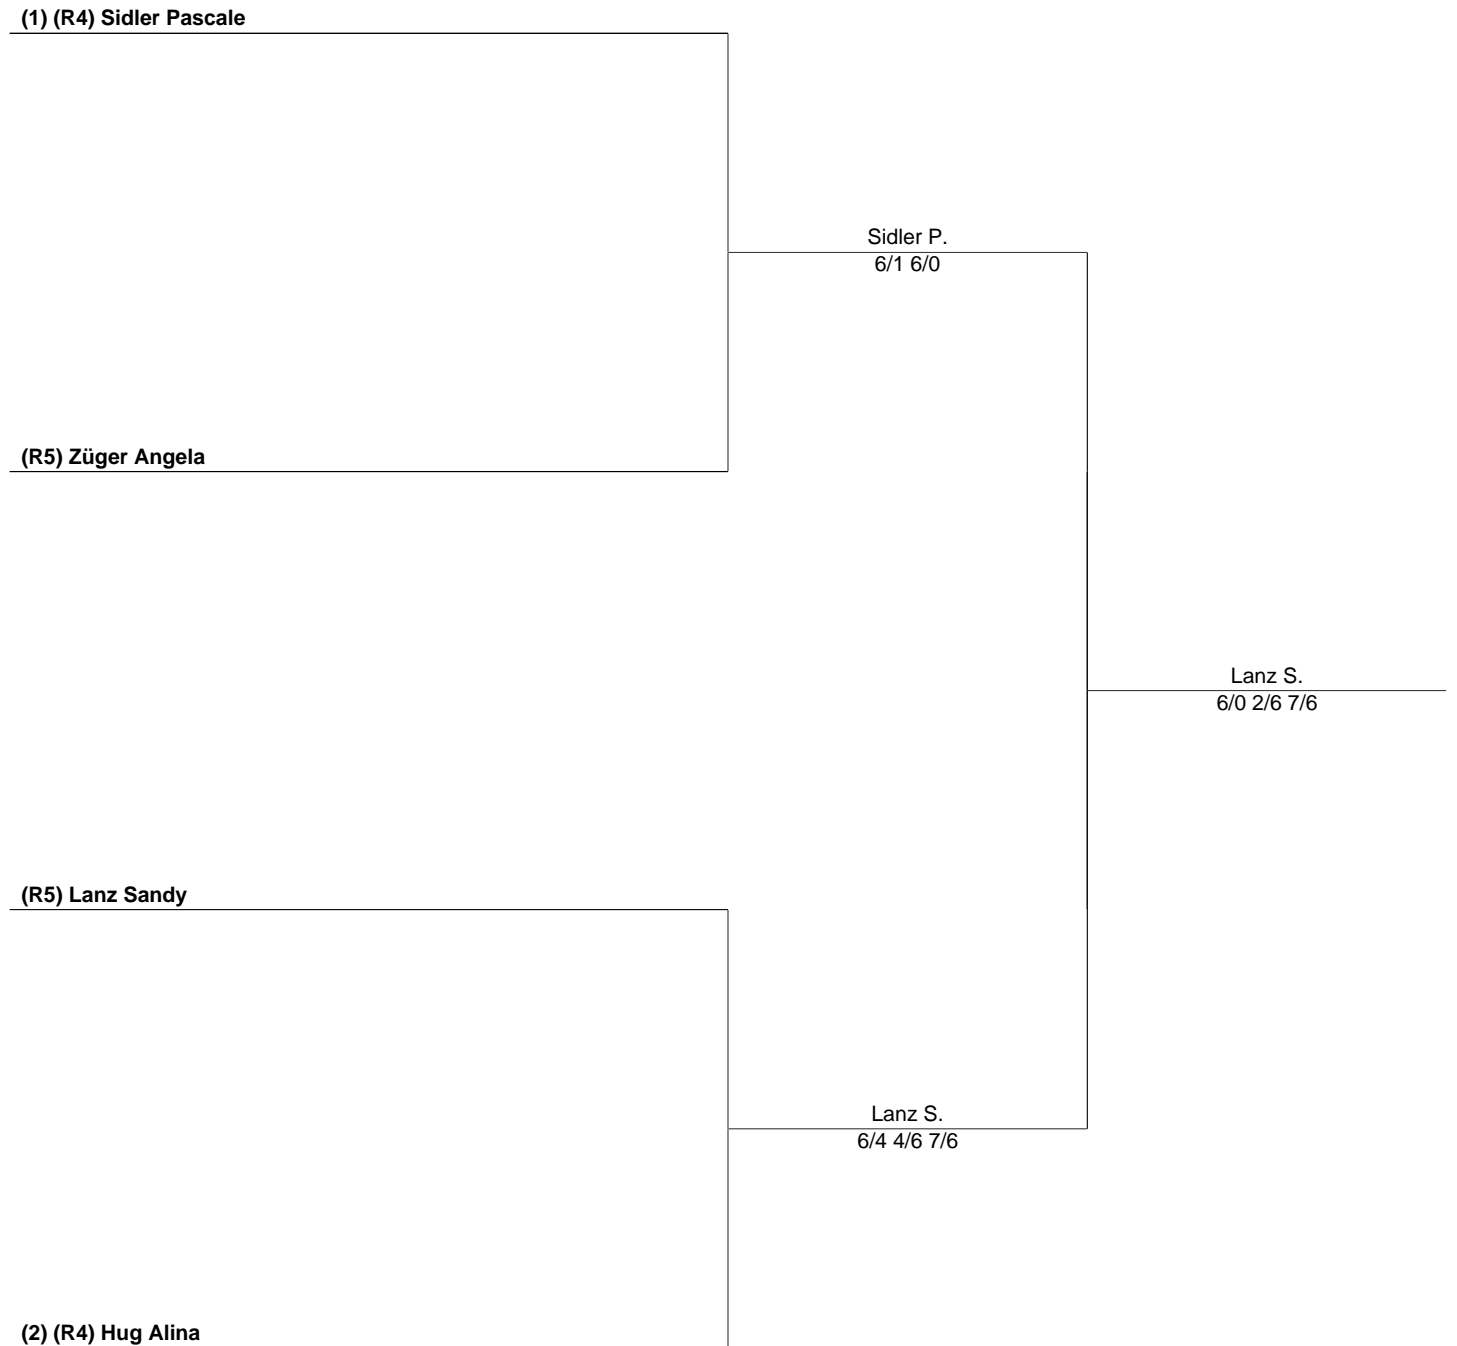 (1) (R4) Sidler Pascale
Sidler P.
6/1 6/0
(R5) Züger Angela
Lanz S.
6/0 2/6 7/6
(R5) Lanz Sandy
Lanz S.
6/4 4/6 7/6
(2) (R4) Hug Alina